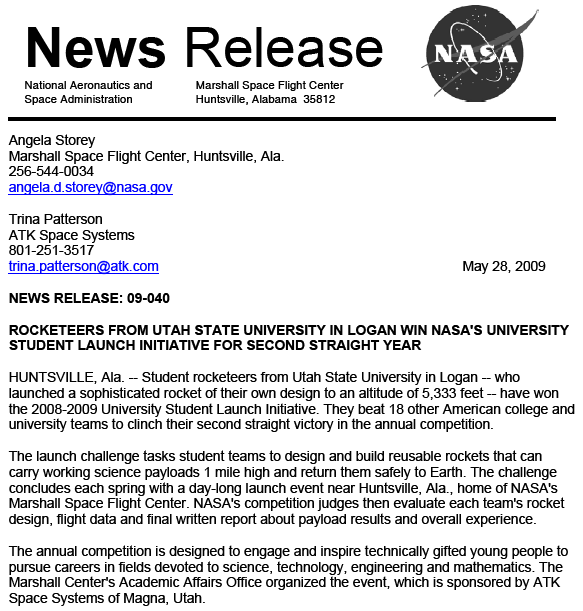 News Release
NASA
National Aeronautics and Marshall Space Flight Center
Space Administration Huntsville, Alabama 35812
Angela Storey
Marshall Space Flight Center, Huntsville, Ala.
256-544-0034
angela.d.storey@nasa.gov
Trina Patterson
ATK Space Systems
801-251-3517
trina.patterson@atk.com May 28, 2009
NEWS RELEASE: 09-040
ROCKETEERS FROM UTAH STATE UNIVERSITY IN LOGAN WIN NASA'S UNIVERSITY
STUDENT LAUNCH INITIATIVE FOR SECOND STRAIGHT YEAR
HUNTSVILLE, Ala. -- Student rocketeers from Utah State University in Logan -- who
launched a sophisticated rocket of their own design to an altitude of 5,333 feet -- have won
the 2008-2009 University Student Launch Initiative. They beat 18 other American college and
university teams to clinch their second straight victory in the annual competition.
The launch challenge tasks student teams to design and build reusable rockets that can
carry working science payloads 1 mile high and return them safely to Earth. The challenge
concludes each spring with a day-long launch event near Huntsville, Ala., home of NASA's
Marshall Space Flight Center. NASA's competition judges then evaluate each team's rocket
design, flight data and final written report about payload results and overall experience.
The annual competition is designed to engage and inspire technically gifted young people to
pursue careers in fields devoted to science, technology, engineering and mathematics. The
Marshall Center's Academic Affairs Office organized the event, which is sponsored by ATK
Space Systems of Magna, Utah.